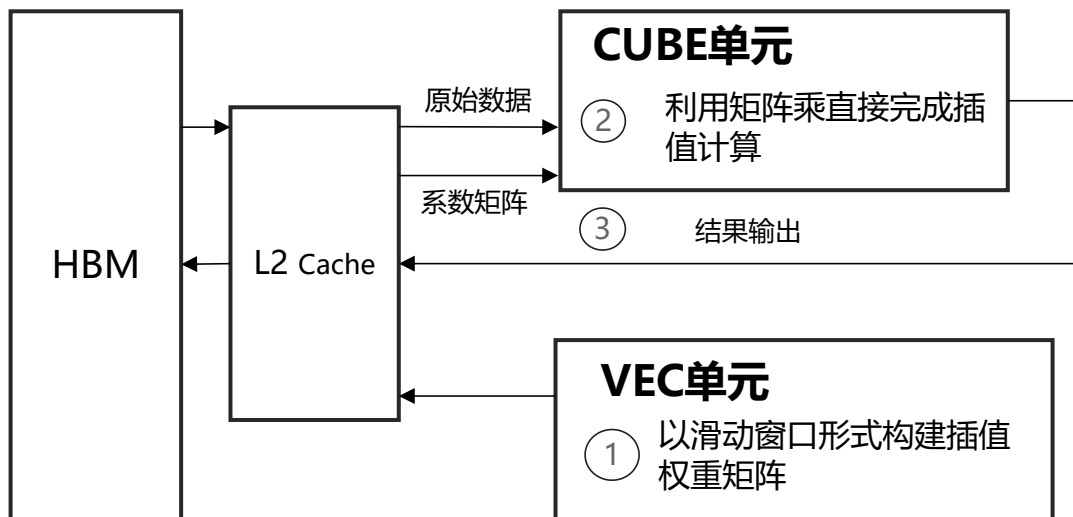 CUBE单元
② 利用矩阵乘直接完成插
值计算
原始数据
系数矩阵
③ 结果输出
HBM
L2 Cache
VEC单元
① 以滑动窗口形式构建插值
权重矩阵